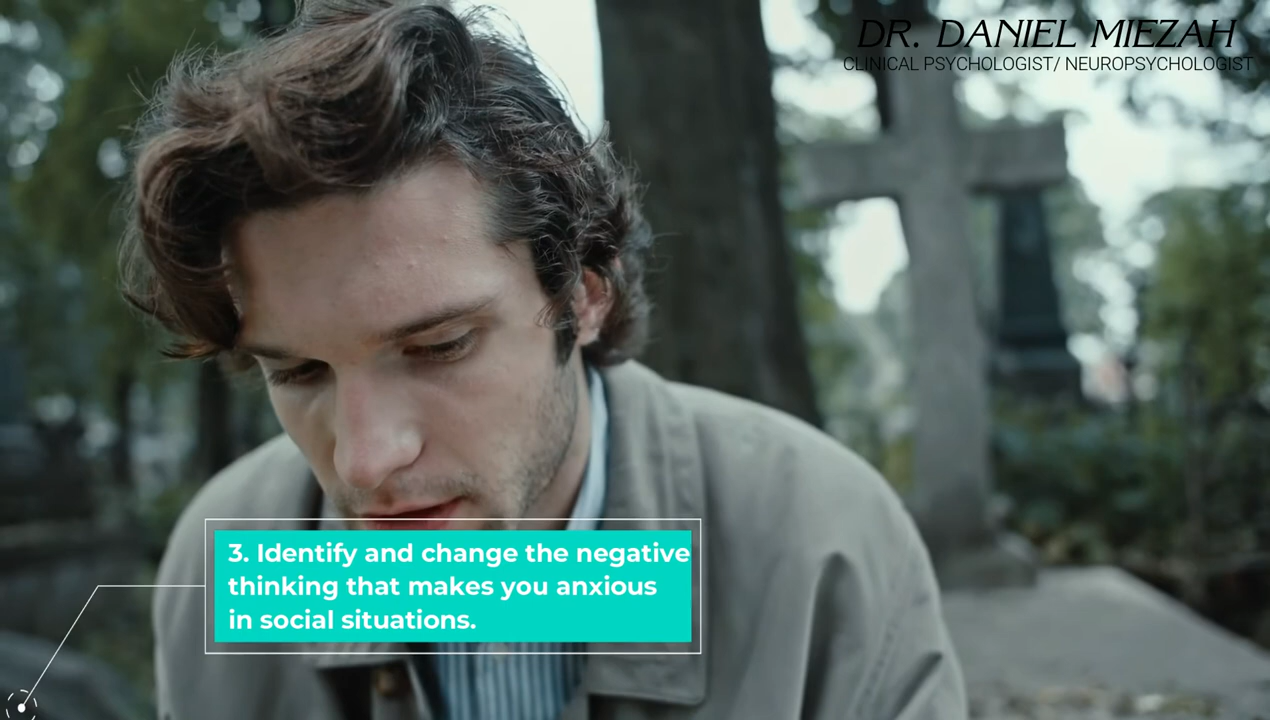 DR. DANIEL MIEZAH
CLINICAL PSYCHOLOGIST/ NEUROPSYCHOLOGIST
3. Identify and change the negative
thinking that makes you anxious
in social situations.